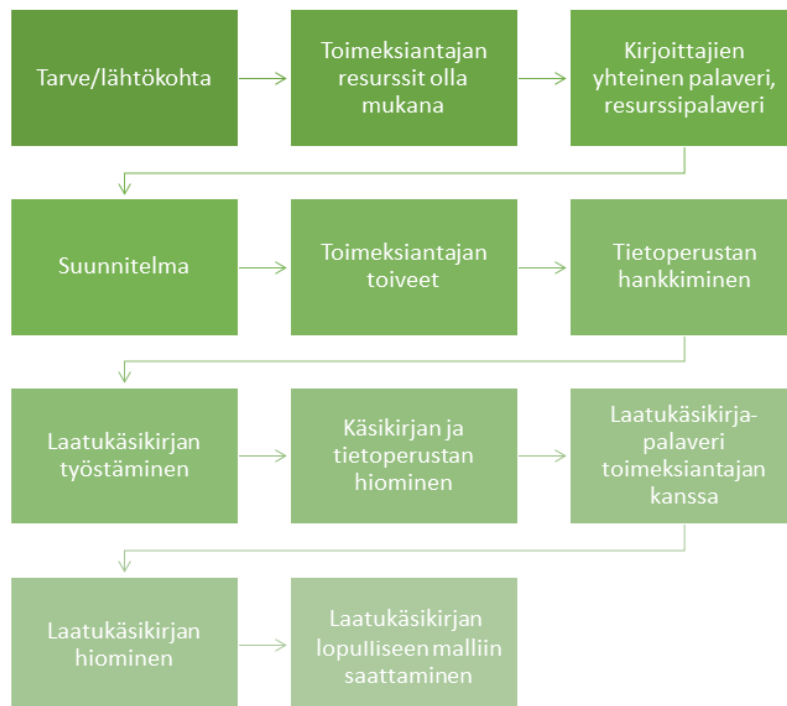 Tarve/lähtökohta
Toimeksiantajan
resurssit olla
mukana
Kirjoittajien
yhteinen palaveri,
resurssipalaveri
Suunnitelma
Toimeksiantajan
toiveet
Tietoperustan
hankkiminen
Laatukäsikirjan
työstäminen
Käsikirjan ja
tietoperustan
hiominen
Laatukäsikirja-
palaveri
toimeksiantajan
kanssa
Laatukäsikirjan
hiominen
Laatukäsikirjan
lopulliseen malliin
saattaminen